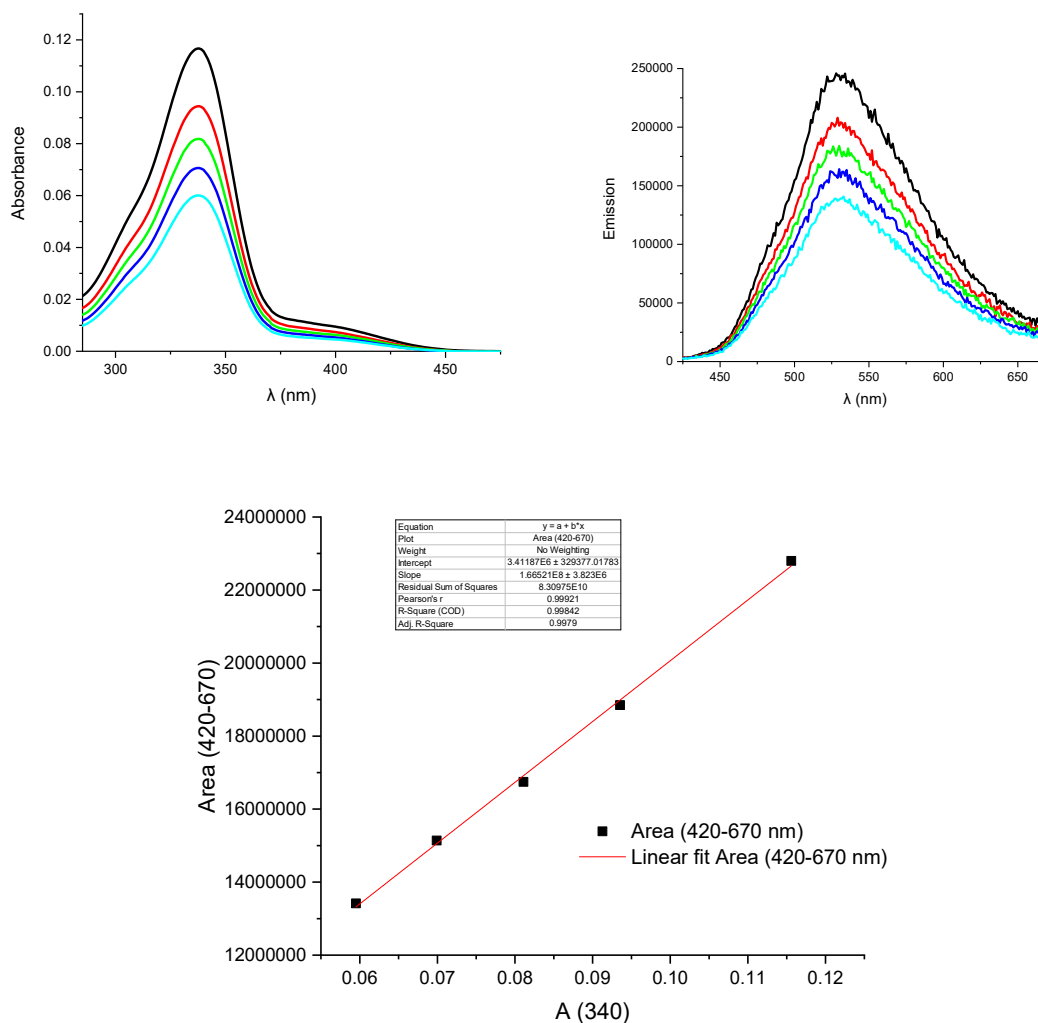 0.12
0.10
0.08
0.06
0.04
0.02
0.00
Absorbance
300 350 400 450
λ (nm)
250000
200000
150000
100000
50000
0
Emission
450 500 550 600 650
λ (nm)
24000000
22000000
20000000
18000000
16000000
14000000
12000000
Area (420-670)
Equation y = a + b*x
Plot Area (420-670)
Weight No Weighting
Intercept 3.41187E6 ± 329377.01783
Slope 1.66521E8 ± 3.823E6
Residual Sum of Squares 8.30975E10
Pearson's r 0.99921
R-Square (COD) 0.99842
Adj. R-Square 0.9979
Area (420-670 nm)
Linear fit Area (420-670 nm)
0.06 0.07 0.08 0.09 0.10 0.11 0.12
A (340)